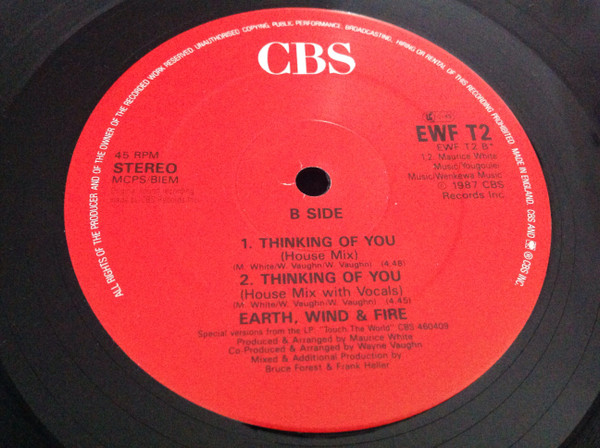 ALL RIGHTS OF THE PRODUCER AND OF THE OWNER OF THE RECORDED WORK RESERVED. UNAUTHORISED COPYING, PUBLIC PERFORMANCE, BROADCASTING, HIRING OR RENTAL OF THIS RECORDING PROHIBITED. MADE IN ENGLAND. CBS AND ® CBS INC.
CBS
45 RPM
STEREO
MCPS/BIEM
EWF T2
EWF T2 B*
1,2. Maurice White
Music/Yougoulei
Music/Wenkewa Music
℗ 1987 CBS
Records Inc.
B SIDE
1. THINKING OF YOU
(House Mix)
(M. White/W. Vaughn/W. Vaughn) (4:48)
2. THINKING OF YOU
(House Mix with Vocals)
(M. White/W. Vaughn/W. Vaughn) (4:45)
EARTH, WIND & FIRE
Special versions from the LP: "Touch The World" CBS 460409
Produced & Arranged by Maurice White
Co-Produced & Arranged by Wayne Vaughn
Mixed & Additional Production by
Bruce Forest & Frank Heller